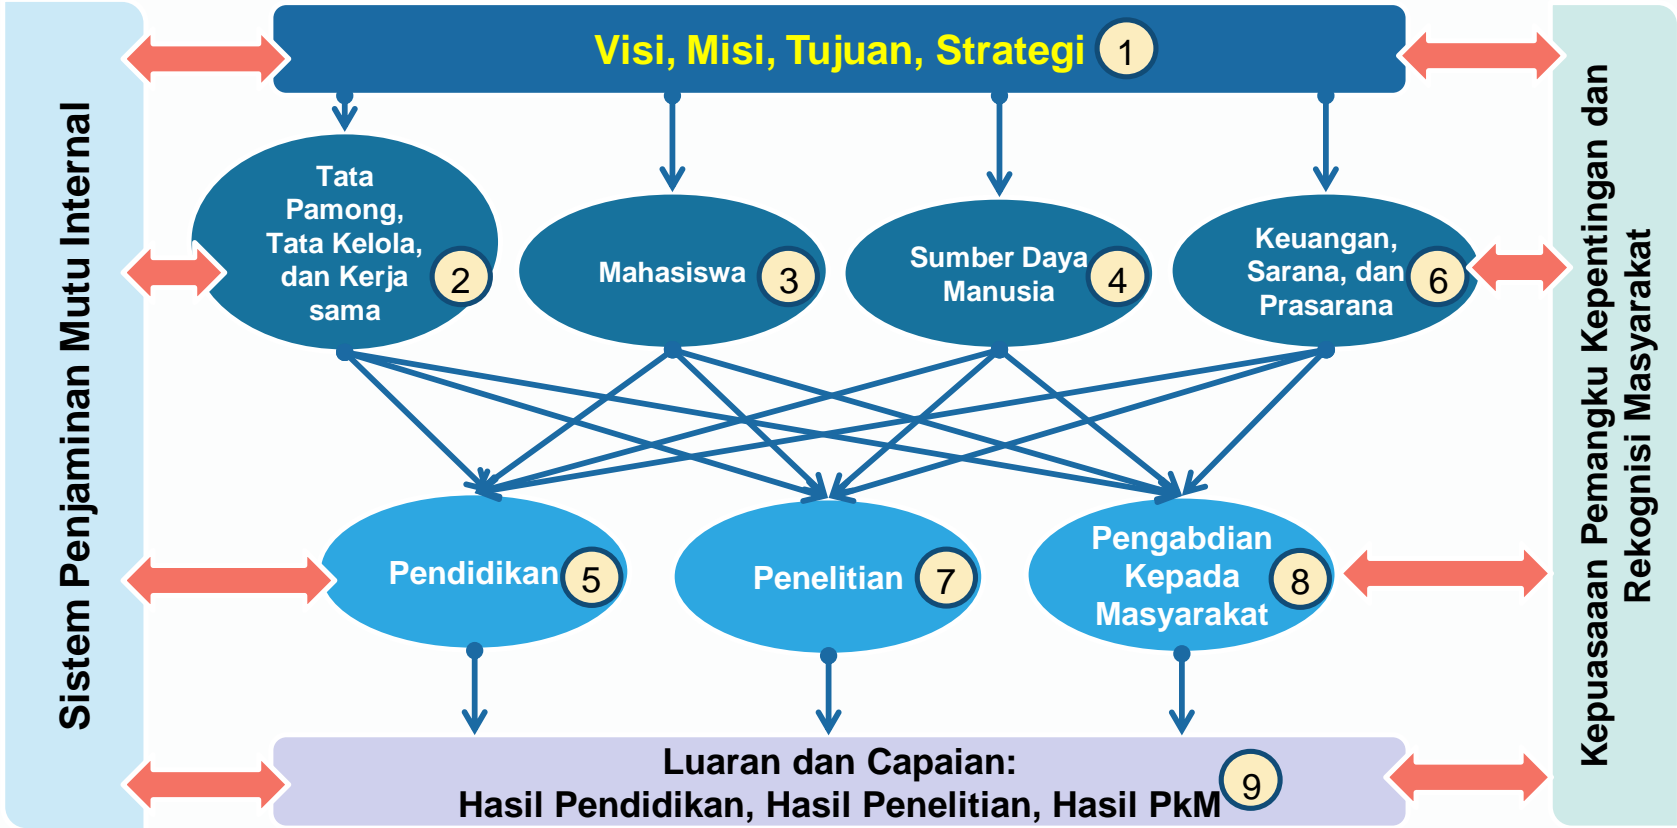 Visi, Misi, Tujuan, Strategi 1
Sistem Penjaminan Mutu Internal
Tata
Pamong,
Tata Kelola,
dan Kerja
sama
2
Mahasiswa 3
Sumber Daya
Manusia
4
Keuangan,
Sarana, dan
Prasarana
6
Kepuasaaan Pemangku Kepentingan dan
Rekognisi Masyarakat
Pendidikan 5
Penelitian 7
Pengabdian
Kepada
Masyarakat
8
Luaran dan Capaian:
Hasil Pendidikan, Hasil Penelitian, Hasil PkM
9